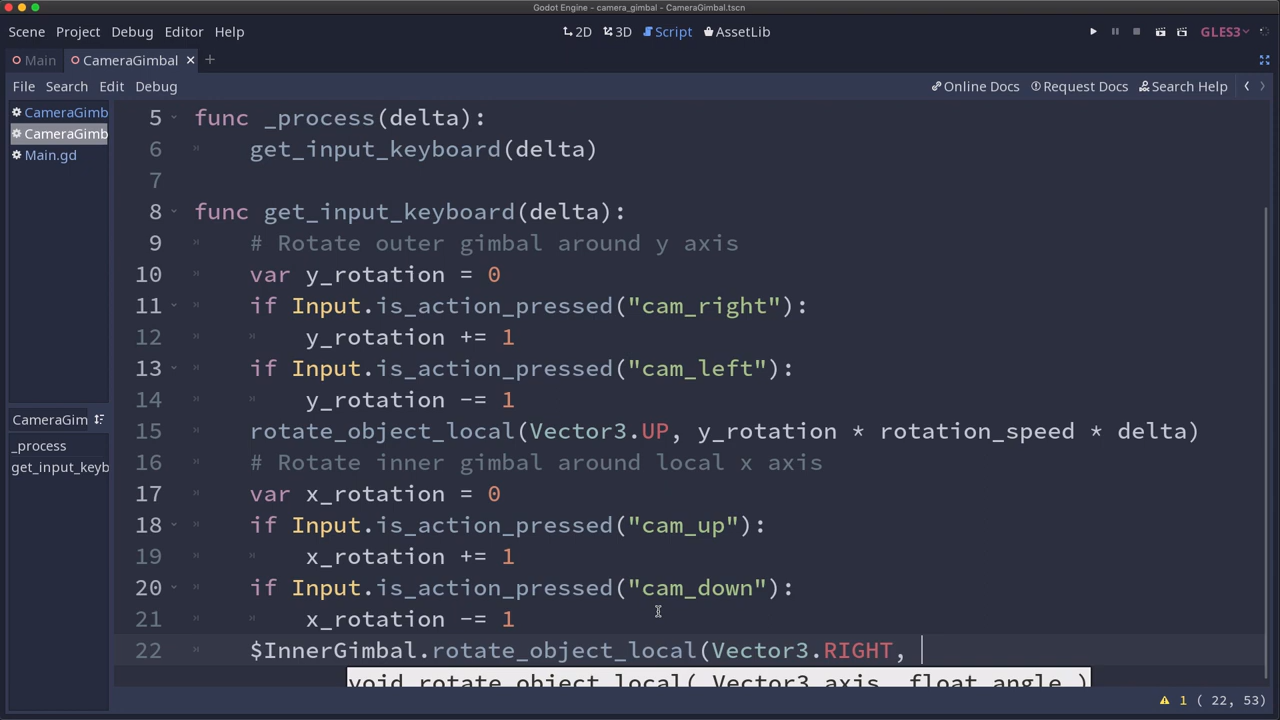 Godot Engine - camera_gimbal - CameraGimbal.tscn
Scene Project Debug Editor Help
2D 3D Script AssetLib
GLES3
Main CameraGimbal
File Search Edit Debug
Online Docs Request Docs Search Help
CameraGimb
CameraGimb
Main.gd
CameraGim
_process
get_input_keyb
5 func _process(delta):
6 get_input_keyboard(delta)
7
8 func get_input_keyboard(delta):
9 # Rotate outer gimbal around y axis
10 var y_rotation = 0
11 if Input.is_action_pressed("cam_right"):
12 y_rotation += 1
13 if Input.is_action_pressed("cam_left"):
14 y_rotation -= 1
15 rotate_object_local(Vector3.UP, y_rotation * rotation_speed * delta)
16 # Rotate inner gimbal around local x axis
17 var x_rotation = 0
18 if Input.is_action_pressed("cam_up"):
19 x_rotation += 1
20 if Input.is_action_pressed("cam_down"):
21 x_rotation -= 1
22 $InnerGimbal.rotate_object_local(Vector3.RIGHT,
void rotate_object_local( Vector3 axis, float angle )
1 ( 22, 53)